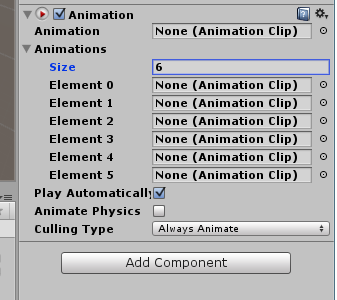 Animation
Animation None (Animation Clip)
Animations
Size 6
Element 0 None (Animation Clip)
Element 1 None (Animation Clip)
Element 2 None (Animation Clip)
Element 3 None (Animation Clip)
Element 4 None (Animation Clip)
Element 5 None (Animation Clip)
Play Automatically
Animate Physics
Culling Type Always Animate
Add Component